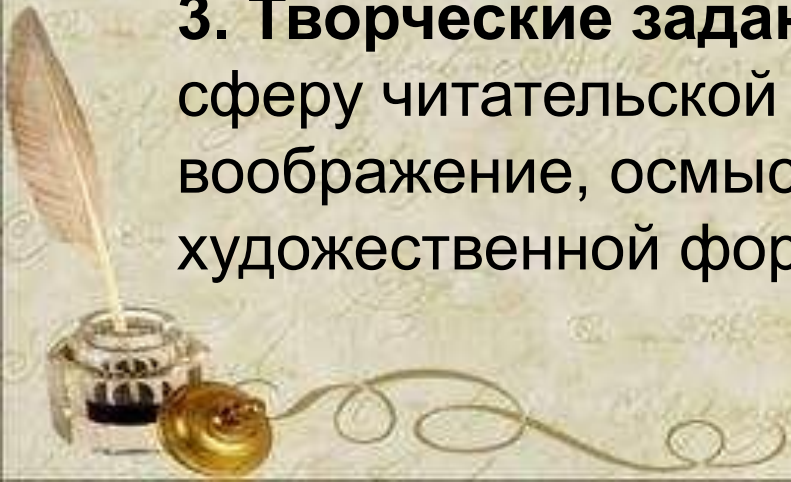 3. Творческие задан
сферу читательской
воображение, осмыс
художественной фор